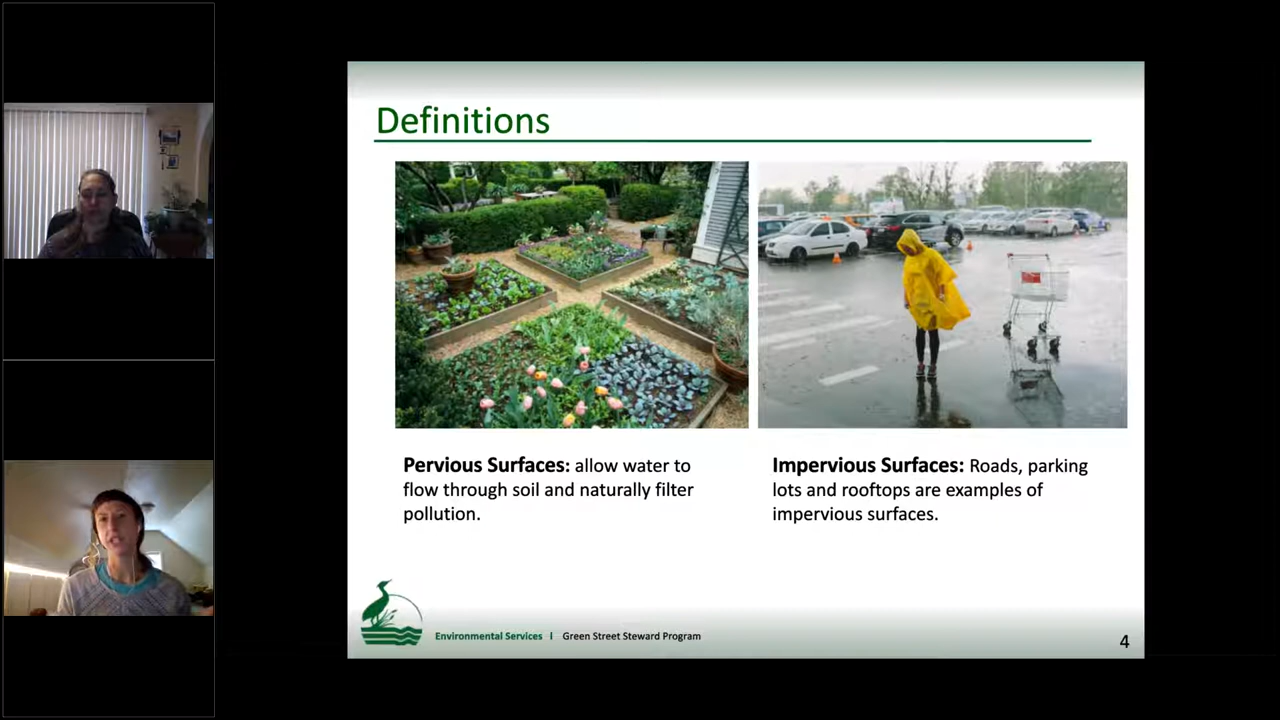 Definitions
Pervious Surfaces: allow water to
flow through soil and naturally filter
pollution.
Impervious Surfaces: Roads, parking
lots and rooftops are examples of
impervious surfaces.
Environmental Services | Green Street Steward Program
4